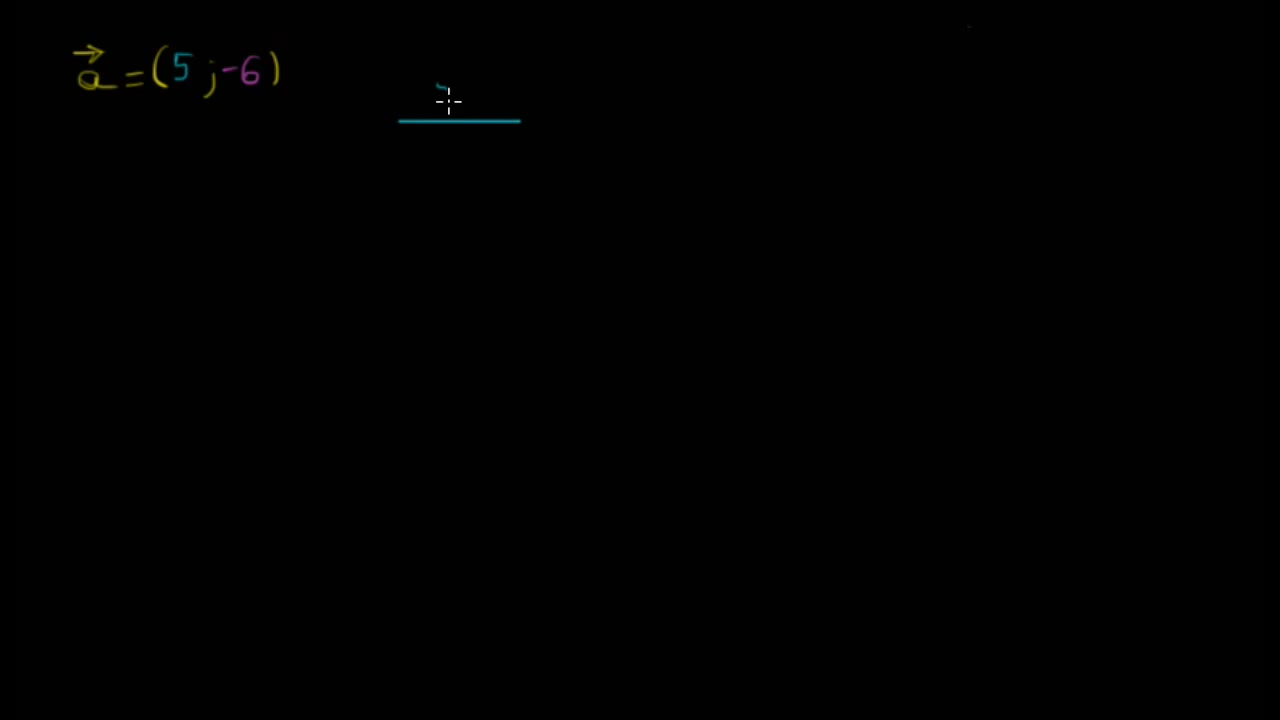 a⃗ = (5 ; -6)